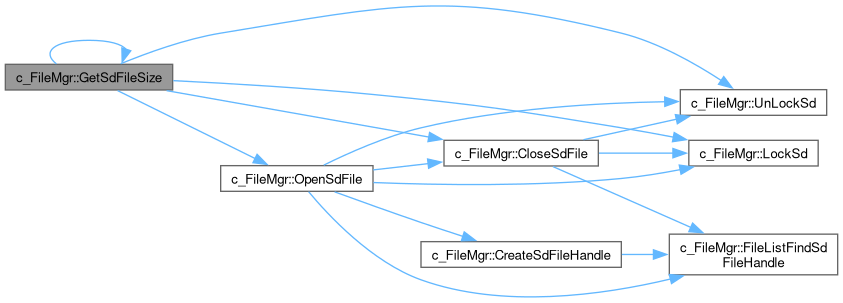 c_FileMgr::GetSdFileSize
c_FileMgr::UnLockSd
c_FileMgr::CloseSdFile
c_FileMgr::LockSd
c_FileMgr::OpenSdFile
c_FileMgr::CreateSdFileHandle
c_FileMgr::FileListFindSd
FileHandle